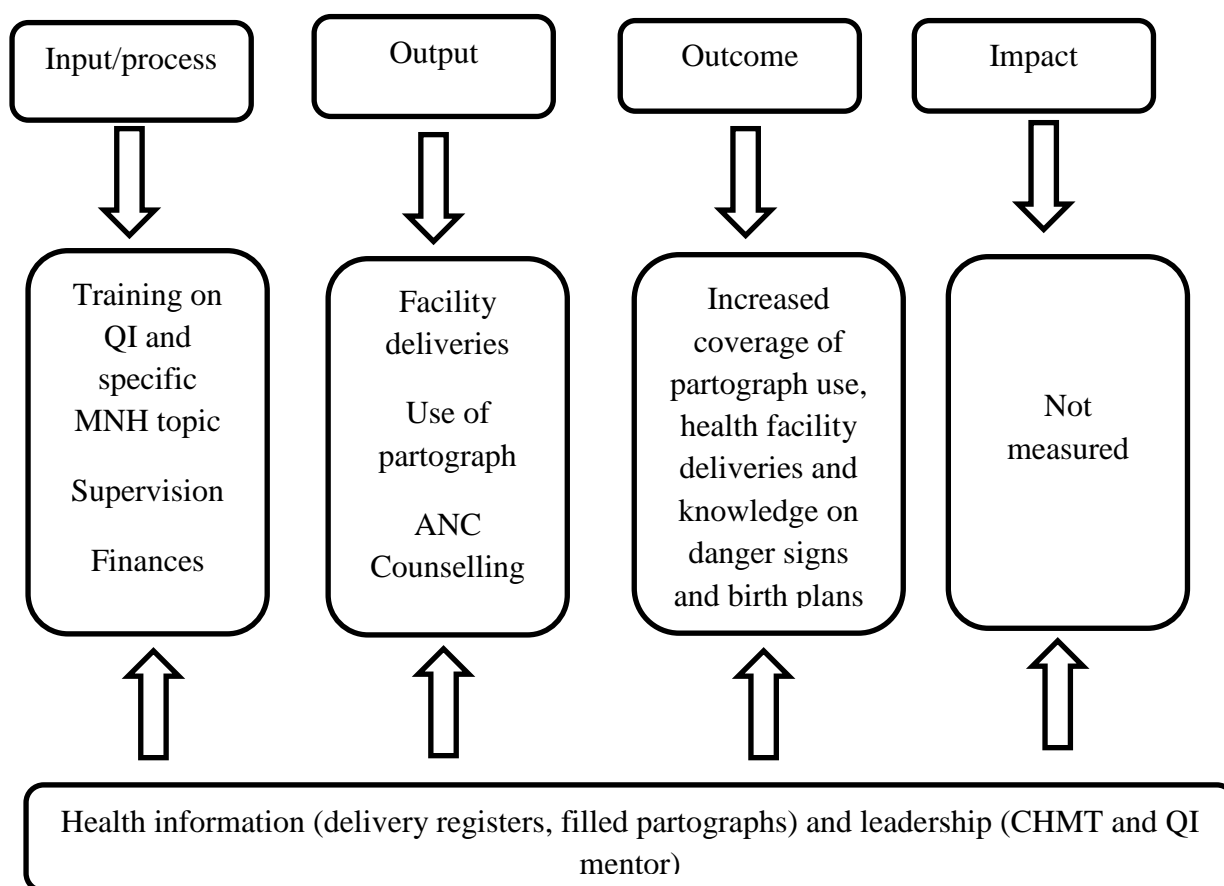 Input/process
Output
Outcome
Impact
Training on
QI and
specific
MNH topic
Supervision
Finances
Facility
deliveries
Use of
partograph
ANC
Counselling
Increased
coverage of
partograph use,
health facility
deliveries and
knowledge on
danger signs
and birth plans
Not
measured
Health information (delivery registers, filled partographs) and leadership (CHMT and QI
mentor)